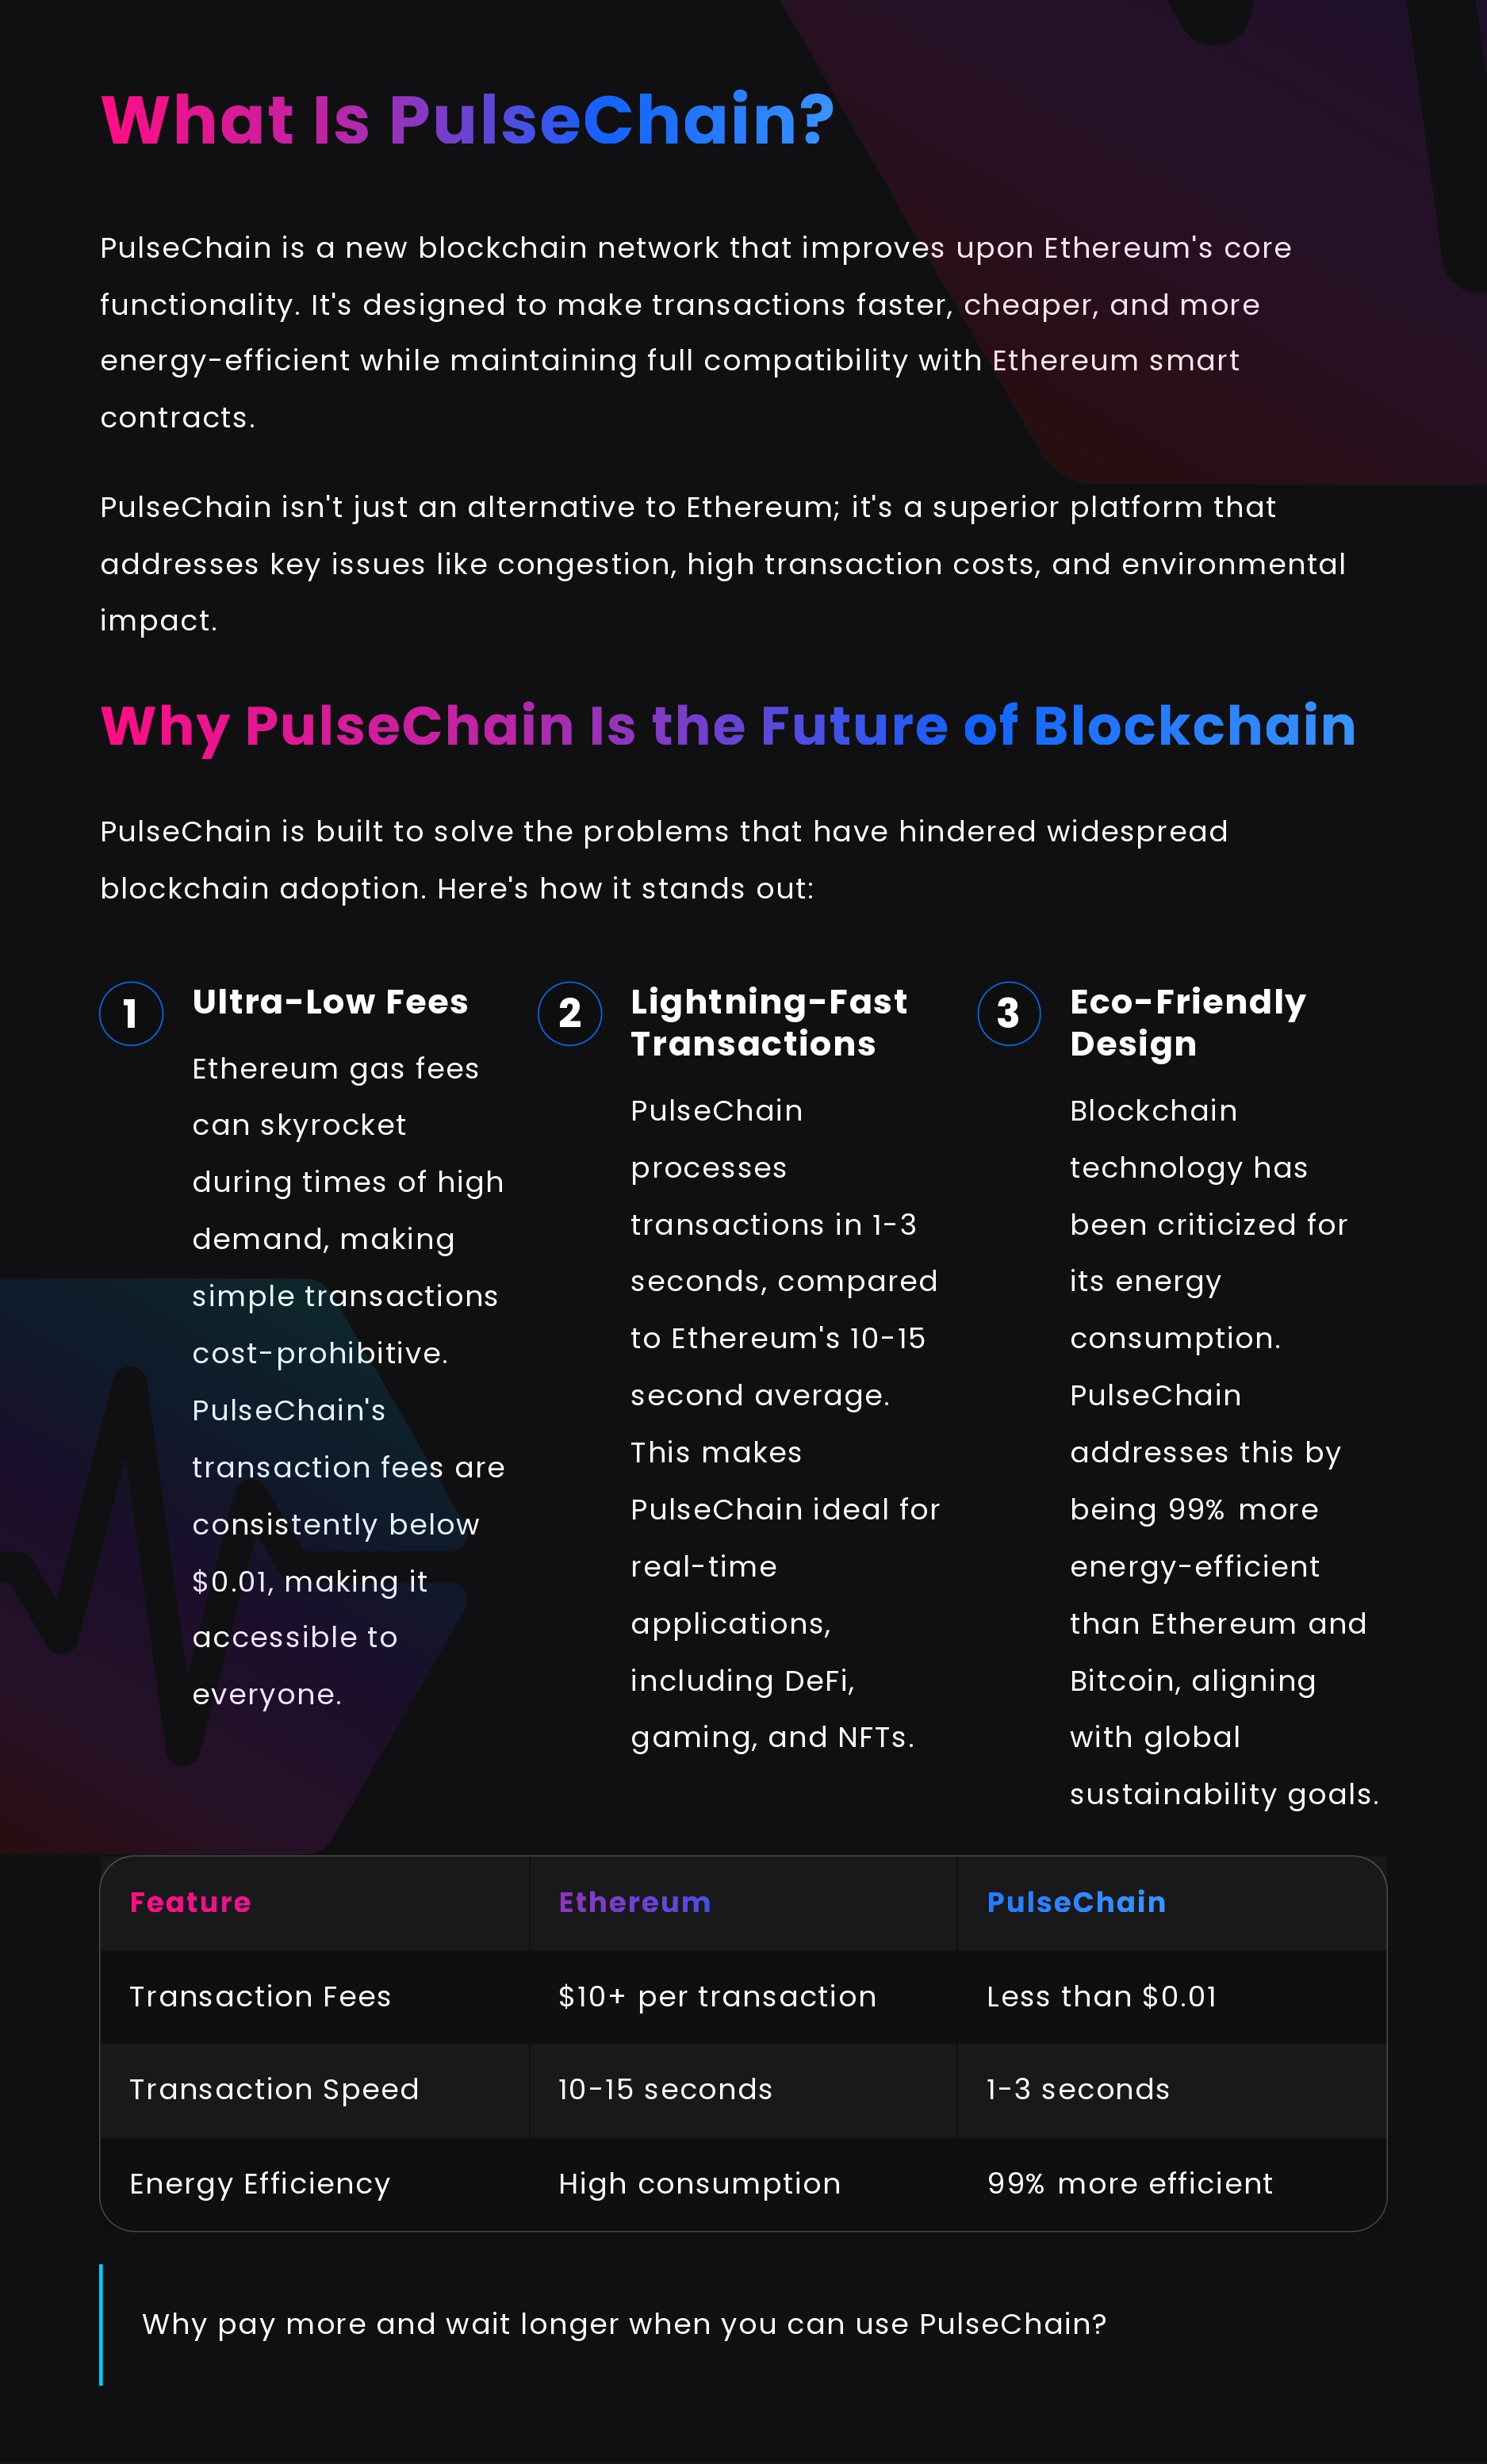 What Is PulseChain?
PulseChain is a new blockchain network that improves upon Ethereum's core
functionality. It's designed to make transactions faster, cheaper, and more
energy-efficient while maintaining full compatibility with Ethereum smart
contracts.
PulseChain isn't just an alternative to Ethereum; it's a superior platform that
addresses key issues like congestion, high transaction costs, and environmental
impact.
Why PulseChain Is the Future of Blockchain
PulseChain is built to solve the problems that have hindered widespread
blockchain adoption. Here's how it stands out:
1
Ultra-Low Fees
Ethereum gas fees
can skyrocket
during times of high
demand, making
simple transactions
cost-prohibitive.
PulseChain's
transaction fees are
consistently below
$0.01, making it
accessible to
everyone.
2
Lightning-Fast
Transactions
PulseChain
processes
transactions in 1-3
seconds, compared
to Ethereum's 10-15
second average.
This makes
PulseChain ideal for
real-time
applications,
including DeFi,
gaming, and NFTs.
3
Eco-Friendly
Design
Blockchain
technology has
been criticized for
its energy
consumption.
PulseChain
addresses this by
being 99% more
energy-efficient
than Ethereum and
Bitcoin, aligning
with global
sustainability goals.
Feature Ethereum PulseChain
Transaction Fees $10+ per transaction Less than $0.01
Transaction Speed 10-15 seconds 1-3 seconds
Energy Efficiency High consumption 99% more efficient
Why pay more and wait longer when you can use PulseChain?